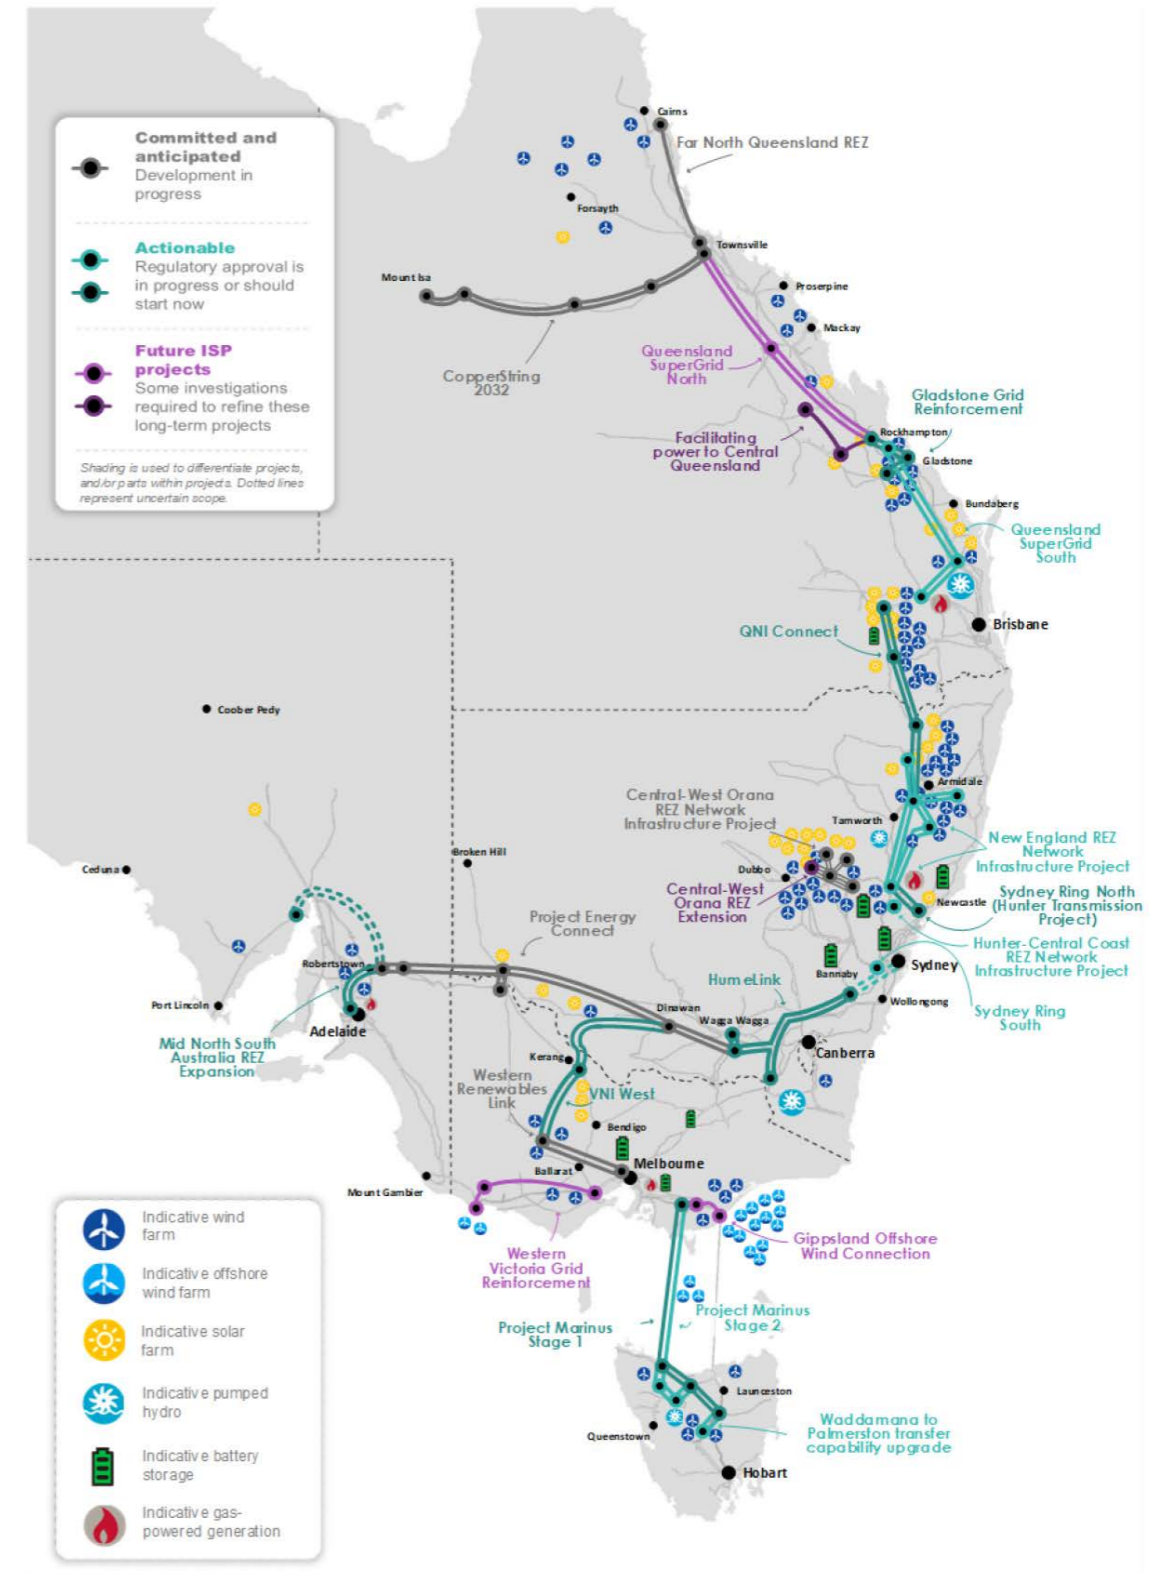 Committed and
anticipated
Development in
progress
Actionable
Regulatory approval is
in progress or should
start now
Future ISP
projects
Some investigations
required to refine these
long-term projects
Shading is used to differentiate projects,
and/or parts within projects. Dotted lines
represent uncertain scope.
Cairns
Far North Queensland REZ
Forsayth
Townsville
Mount Isa
Proserpine
Mackay
Queensland
SuperGrid
North
CopperString
2032
Gladstone Grid
Reinforcement
Facilitating
power to Central
Queensland
Rockhampton
Gladstone
Bundaberg
Queensland
SuperGrid
South
QNI Connect
Brisbane
Coober Pedy
Armidale
Central-West Orana
REZ Network
Infrastructure Project
Tamworth
New England REZ
Network
Infrastructure Project
Broken Hill
Ceduna
Dubbo
Central-West
Orana REZ
Extension
Newcastle
Sydney Ring North
(Hunter Transmission
Project)
Project Energy
Connect
Hunter-Central Coast
REZ Network
Infrastructure Project
Robertstown
Bannaby
Sydney
HumeLink
Port Lincoln
Adelaide
Dinawan
Wagga Wagga
Wollongong
Sydney Ring
South
Mid North South
Australia REZ
Expansion
Kerang
Canberra
Western
Renewables
Link
VNI West
Bendigo
Ballarat
Melbourne
Mount Gambier
Western
Victoria Grid
Reinforcement
Gippsland Offshore
Wind Connection
Project Marinus
Stage 1
Project Marinus
Stage 2
Launceston
Queenstown
Waddamana to
Palmerston transfer
capability upgrade
Hobart
Indicative wind
farm
Indicative offshore
wind farm
Indicative solar
farm
Indicative pumped
hydro
Indicative battery
storage
Indicative gas-
powered generation